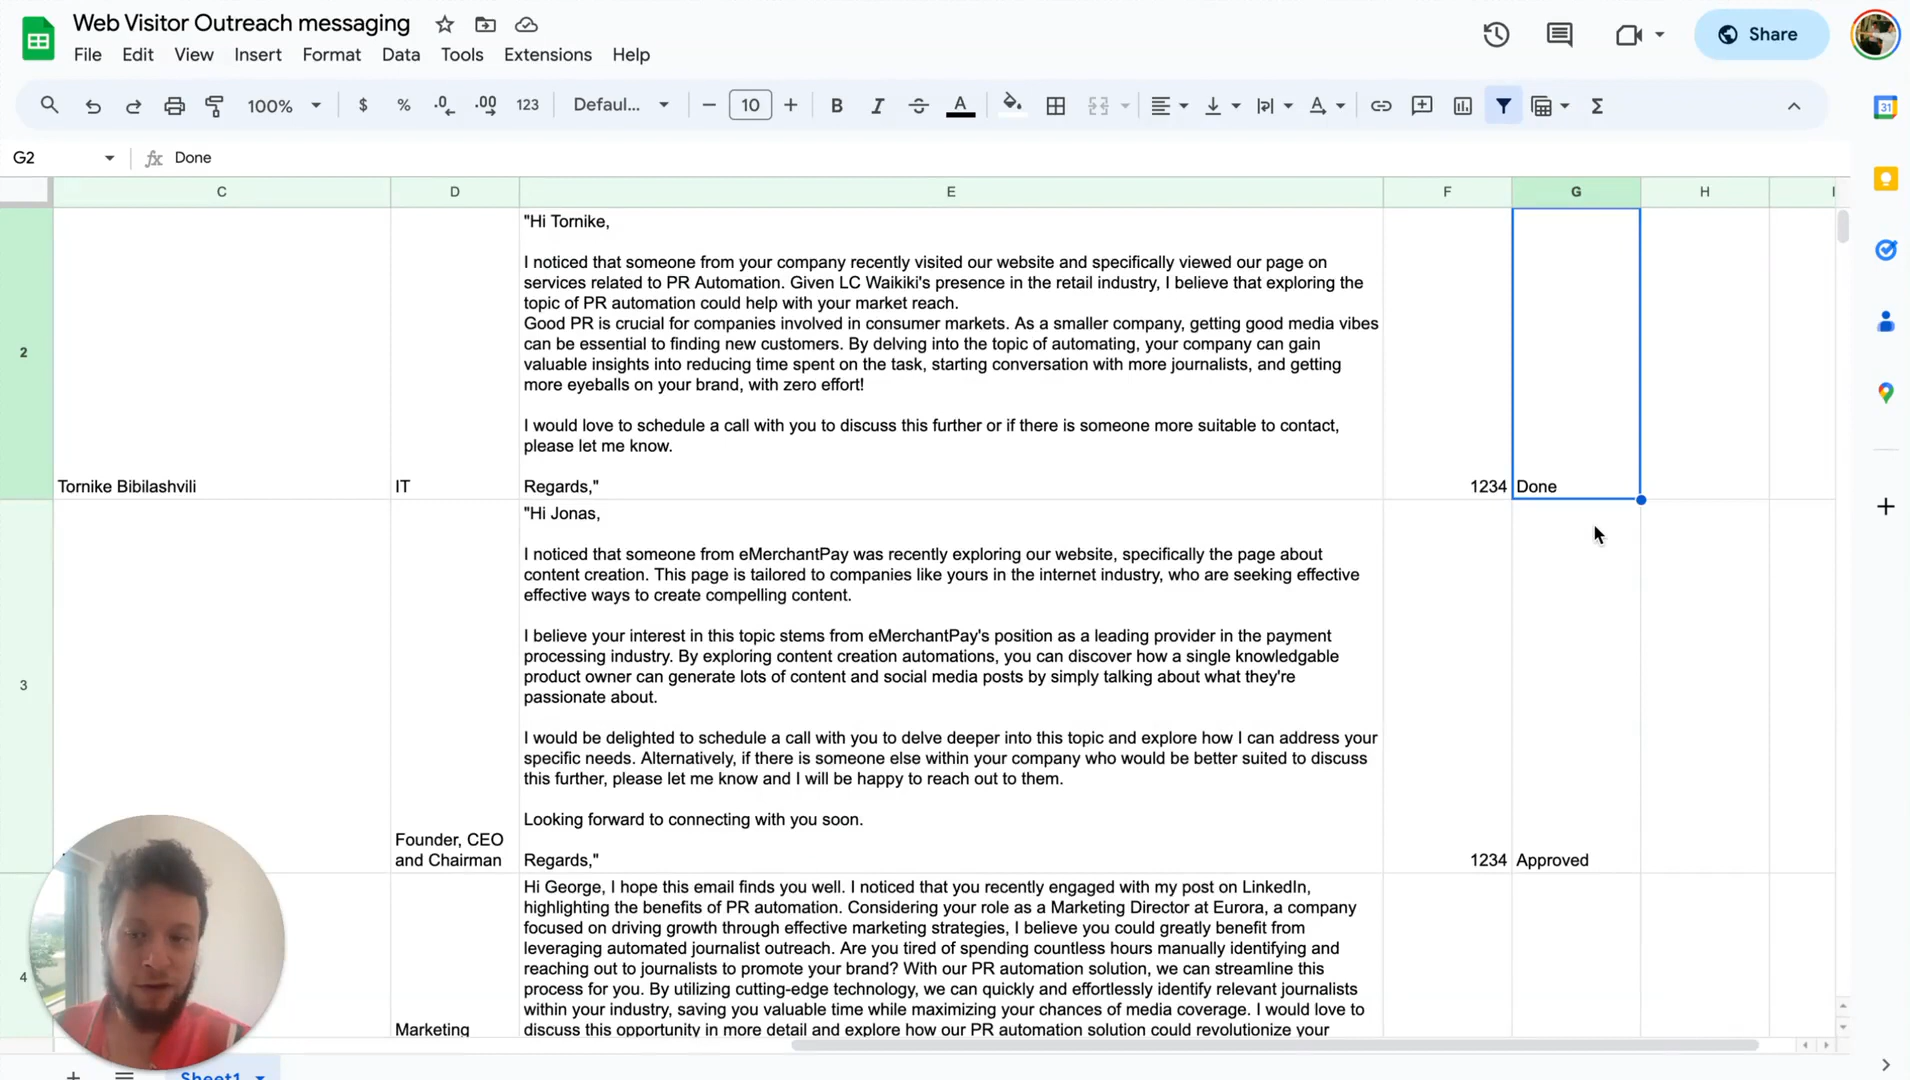 Web Visitor Outreach messaging
File Edit View Insert Format Data Tools Extensions Help
Share
100% $ % .0 .00 123 Defaul... 10 B I S A A Σ
31
G2 fx Done
C D E F G H I
"Hi Tornike,
I noticed that someone from your company recently visited our website and specifically viewed our page on
services related to PR Automation. Given LC Waikiki's presence in the retail industry, I believe that exploring the
topic of PR automation could help with your market reach.
Good PR is crucial for companies involved in consumer markets. As a smaller company, getting good media vibes
can be essential to finding new customers. By delving into the topic of automating, your company can gain
valuable insights into reducing time spent on the task, starting conversation with more journalists, and getting
more eyeballs on your brand, with zero effort!
I would love to schedule a call with you to discuss this further or if there is someone more suitable to contact,
please let me know.
2 Tornike Bibilashvili IT Regards," 1234 Done
"Hi Jonas,
I noticed that someone from eMerchantPay was recently exploring our website, specifically the page about
content creation. This page is tailored to companies like yours in the internet industry, who are seeking effective
effective ways to create compelling content.
I believe your interest in this topic stems from eMerchantPay's position as a leading provider in the payment
processing industry. By exploring content creation automations, you can discover how a single knowledgable
product owner can generate lots of content and social media posts by simply talking about what they're
passionate about.
I would be delighted to schedule a call with you to delve deeper into this topic and explore how I can address your
specific needs. Alternatively, if there is someone else within your company who would be better suited to discuss
this further, please let me know and I will be happy to reach out to them.
Looking forward to connecting with you soon.
3 Founder, CEO
and Chairman Regards," 1234 Approved
Hi George, I hope this email finds you well. I noticed that you recently engaged with my post on LinkedIn,
highlighting the benefits of PR automation. Considering your role as a Marketing Director at Eurora, a company
focused on driving growth through effective marketing strategies, I believe you could greatly benefit from
leveraging automated journalist outreach. Are you tired of spending countless hours manually identifying and
reaching out to journalists to promote your brand? With our PR automation solution, we can streamline this
process for you. By utilizing cutting-edge technology, we can quickly and effortlessly identify relevant journalists
within your industry, saving you valuable time while maximizing your chances of media coverage. I would love to
4 Marketing discuss this opportunity in more detail and explore how our PR automation solution could revolutionize your
Sheet1